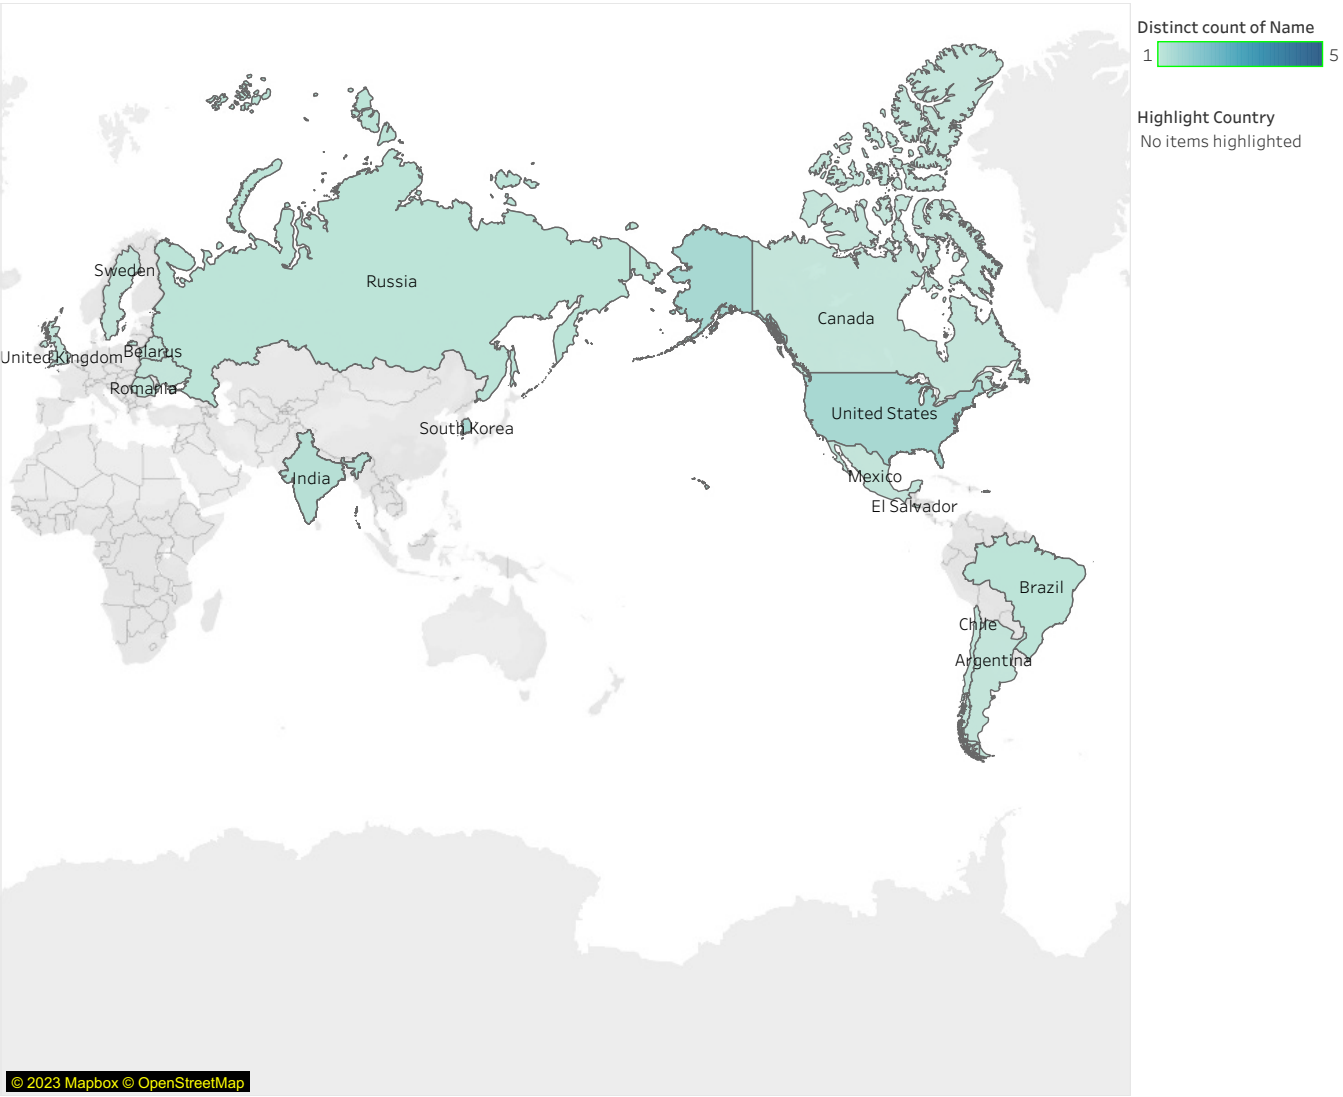 Distinct count of Name
1 5
Highlight Country
No items highlighted
Sweden
Russia
Canada
United Kingdom
Belarus
Romania
United States
South Korea
India
Mexico
El Salvador
Brazil
Chile
Argentina
© 2023 Mapbox © OpenStreetMap